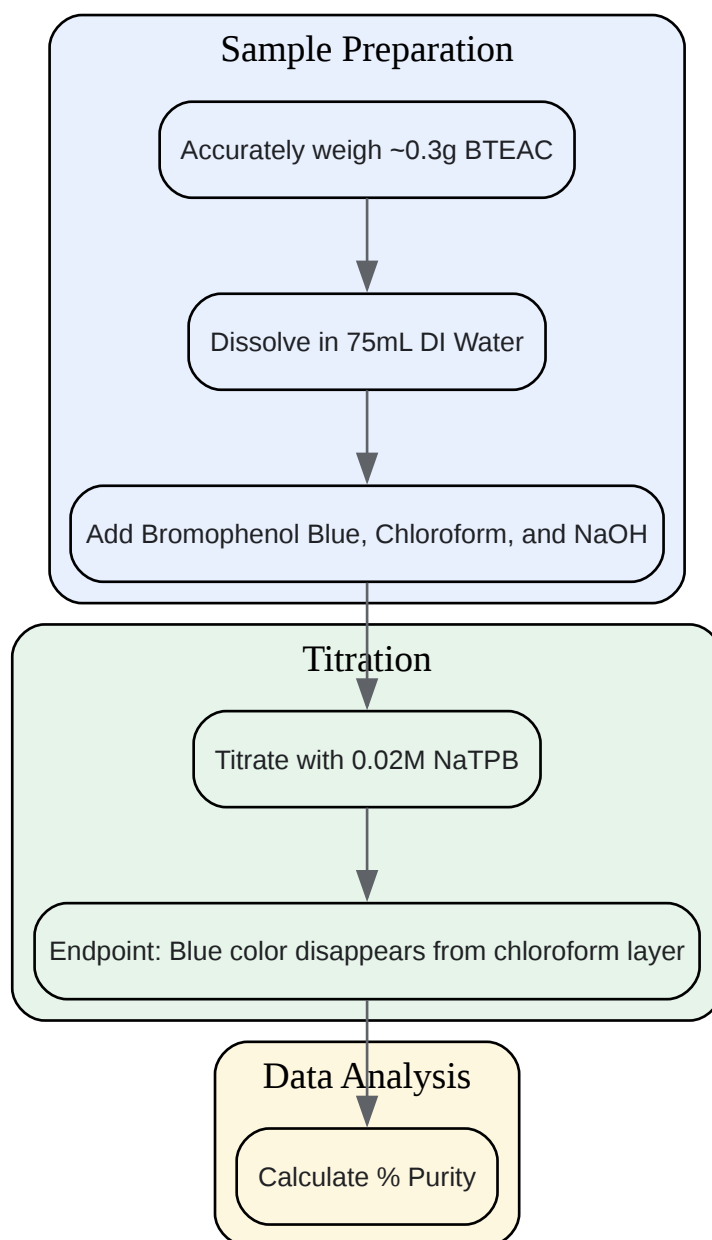 Sample Preparation
Accurately weigh ~0.3g BTEAC
Dissolve in 75mL DI Water
Add Bromophenol Blue, Chloroform, and NaOH
Titration
Titrate with 0.02M NaTPB
Endpoint: Blue color disappears from chloroform layer
Data Analysis
Calculate % Purity